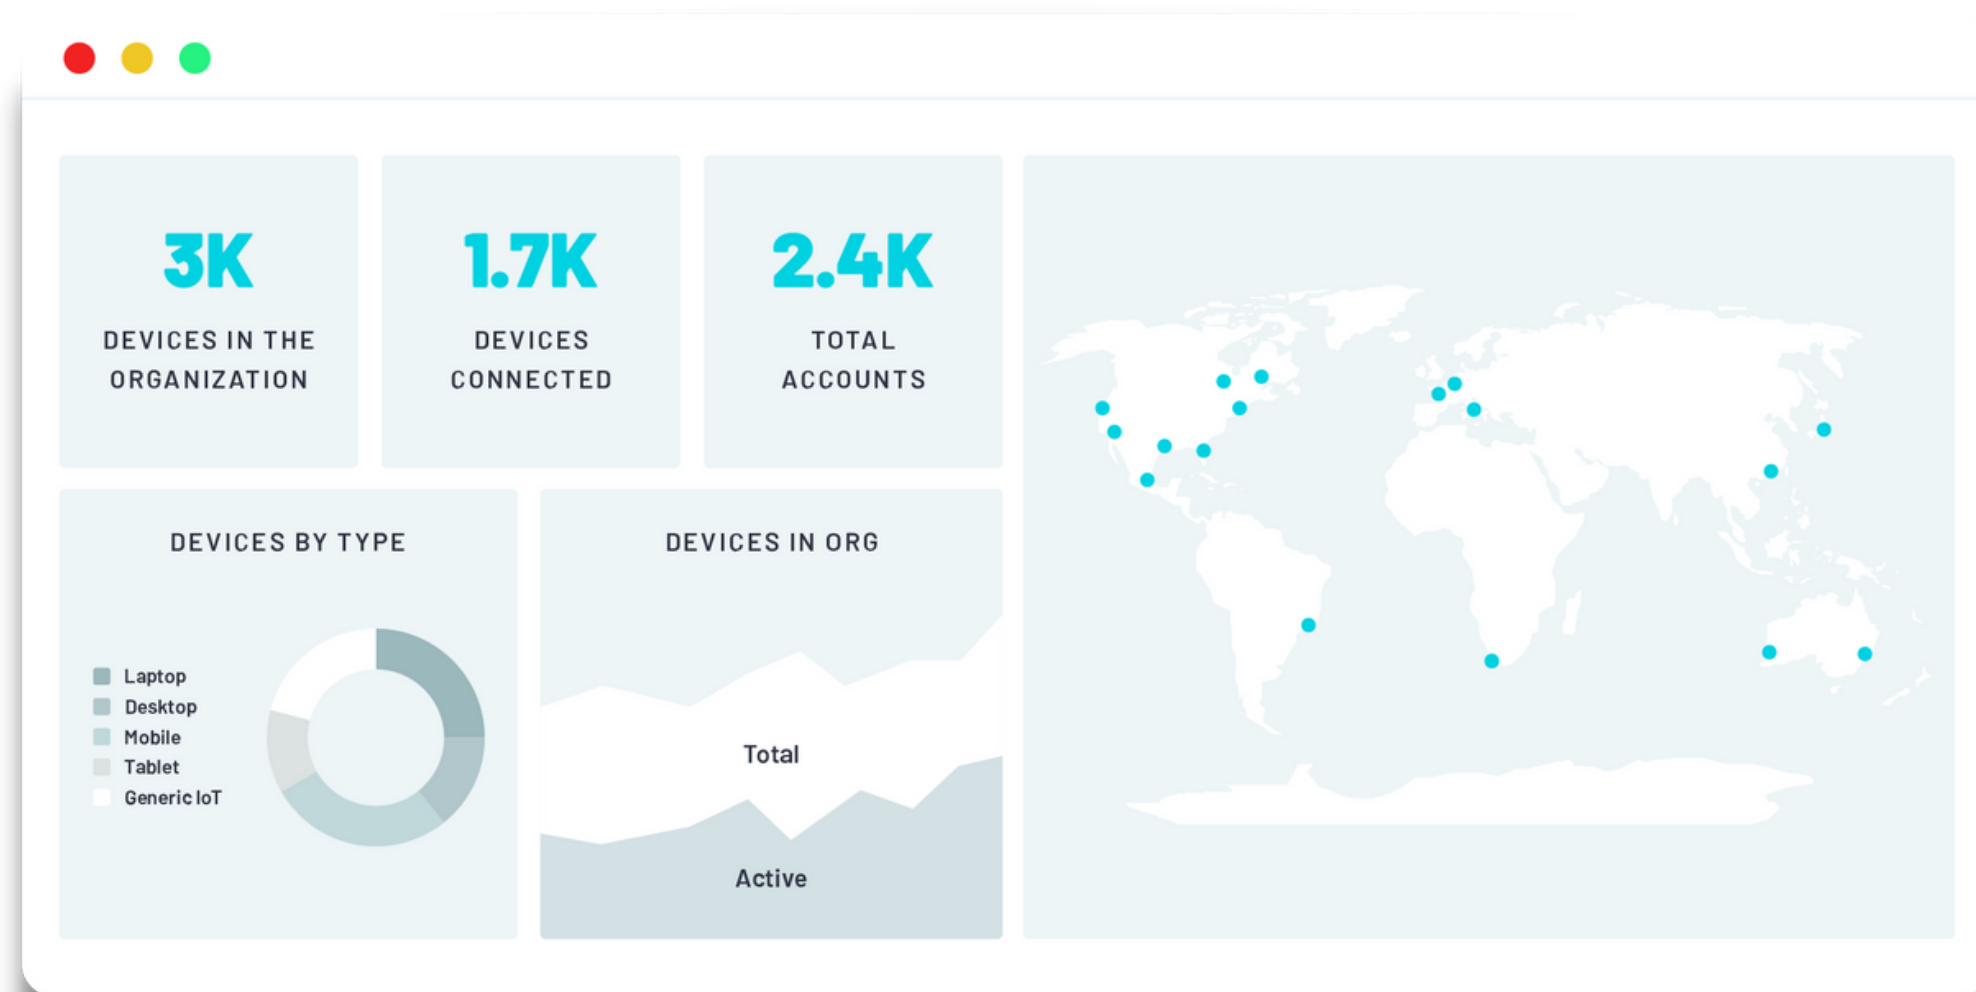 3K
DEVICES IN THE
ORGANIZATION
1.7K
DEVICES
CONNECTED
2.4K
TOTAL
ACCOUNTS
DEVICES BY TYPE
Laptop
Desktop
Mobile
Tablet
Generic IoT
DEVICES IN ORG
Total
Active